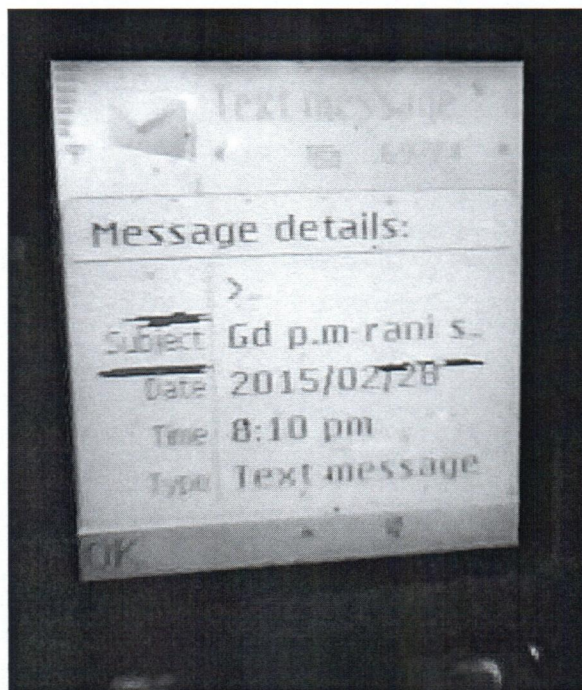 Text message
Message details:
>_
Subject Gd p.m-rani s..
Date 2015/02/28
Time 8:10 pm
Type Text message
OK